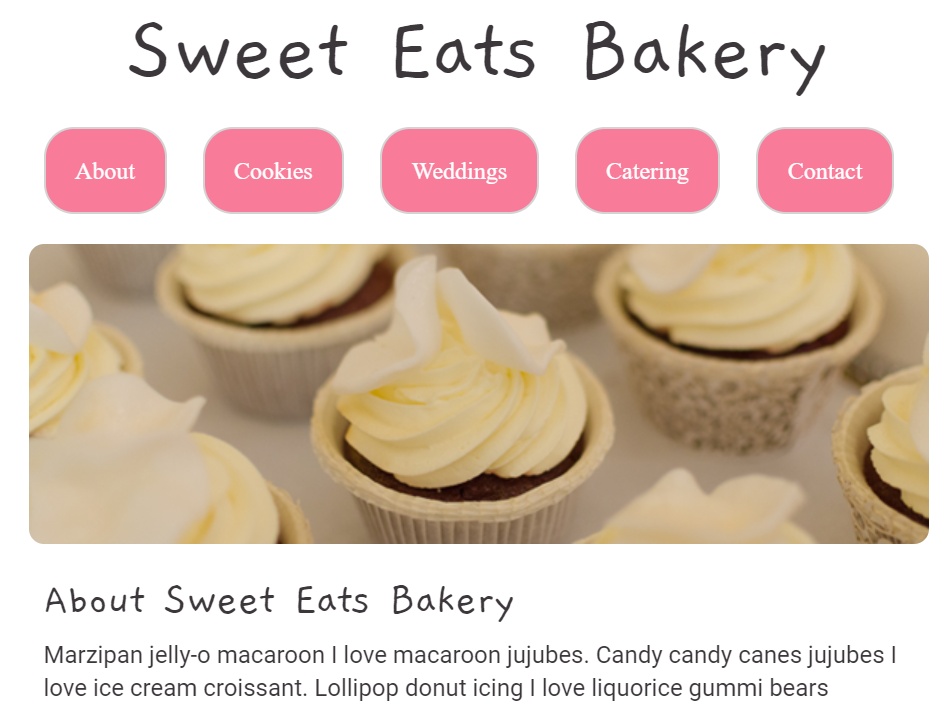 Sweet Eats Bakery
About Cookies Weddings Catering Contact
About Sweet Eats Bakery
Marzipan jelly-o macaroon I love macaroon jujubes. Candy candy canes jujubes I
love ice cream croissant. Lollipop donut icing I love liquorice gummi bears